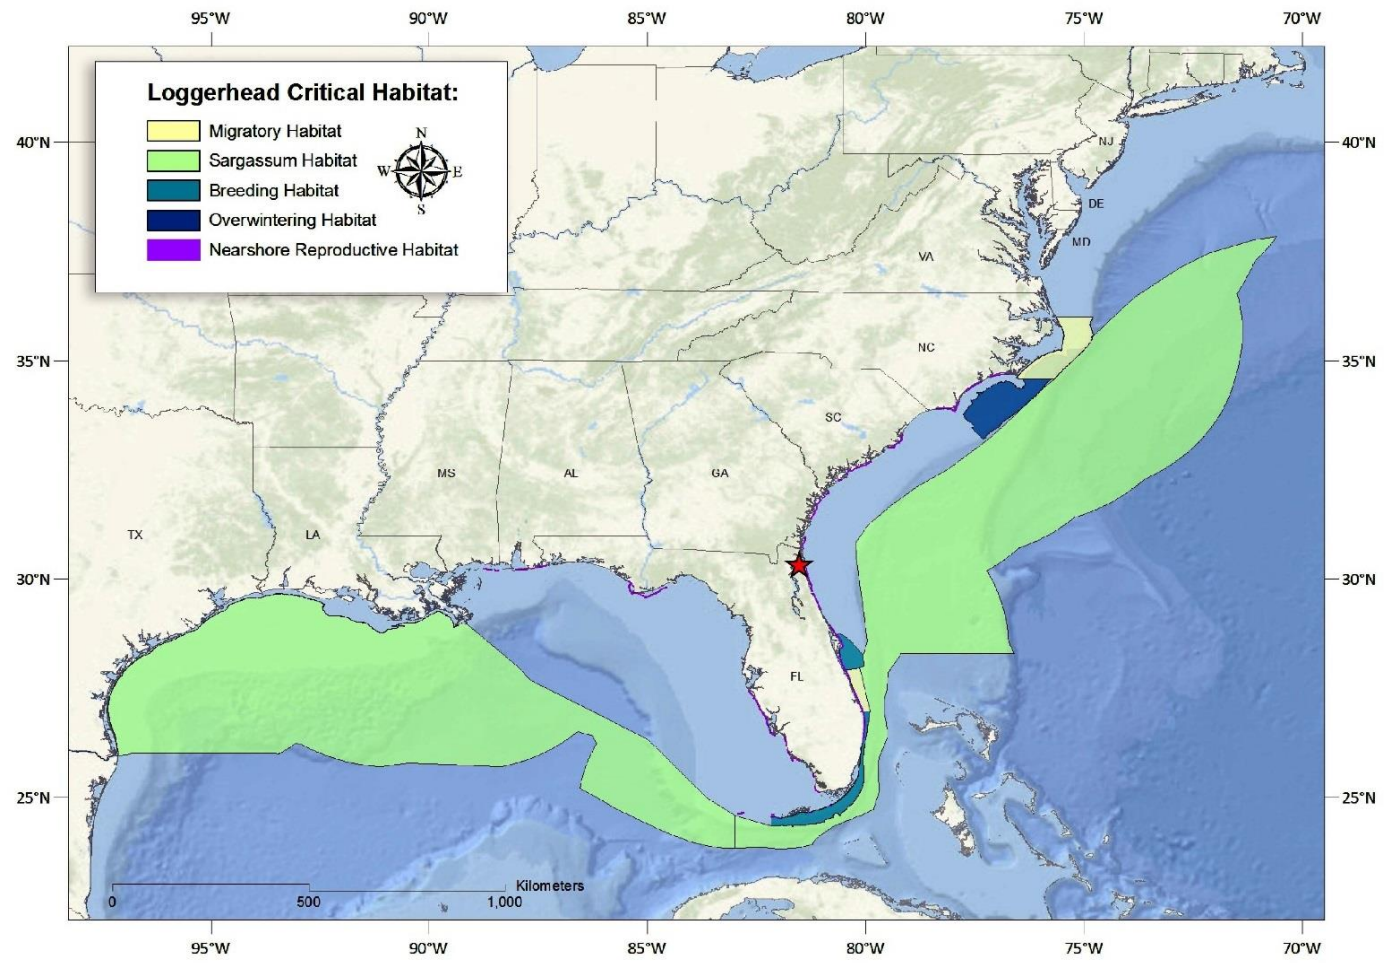 95°W 90°W 85°W 80°W 75°W 70°W
Loggerhead Critical Habitat:
Migratory Habitat
Sargassum Habitat
Breeding Habitat
Overwintering Habitat
Nearshore Reproductive Habitat
N
W E
S
40°N 40°N
NJ
DE
MD
VA
35°N 35°N
NC
SC
MS AL GA
TX LA
30°N 30°N
FL
25°N 25°N
Kilometers
0 500 1,000
95°W 90°W 85°W 80°W 75°W 70°W